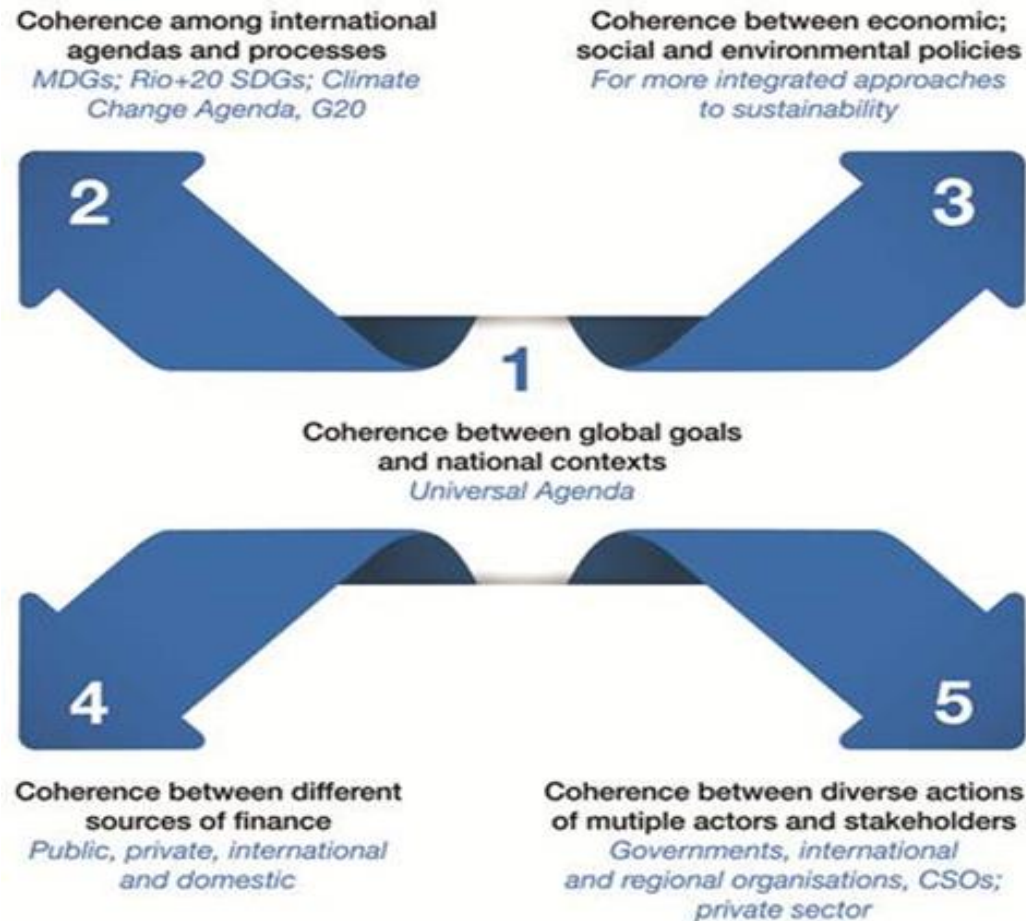 Coherence among international
agendas and processes
MDGs; Rio+20 SDGs; Climate
Change Agenda, G20
Coherence between economic;
social and environmental policies
For more integrated approaches
to sustainability
2
3
1
Coherence between global goals
and national contexts
Universal Agenda
4
5
Coherence between different
sources of finance
Public, private, international
and domestic
Coherence between diverse actions
of mutiple actors and stakeholders
Governments, international
and regional organisations, CSOs;
private sector